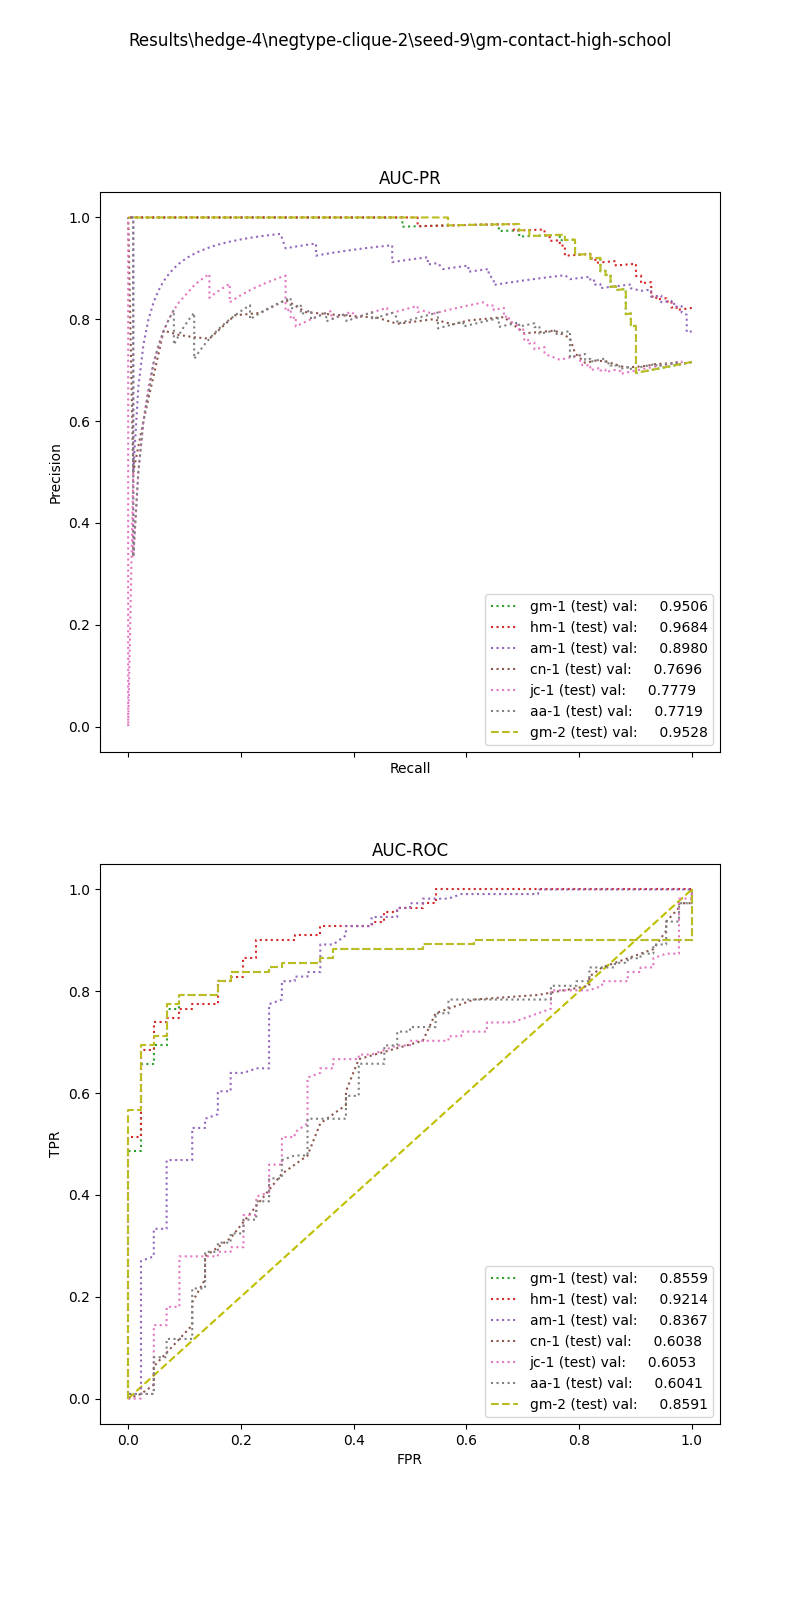 Results\hedge-4\negtype-clique-2\seed-9\gm-contact-high-school
AUC-PR
1.0
0.8
0.6
0.4
0.2
0.0
Precision
gm-1 (test) val: 0.9506
hm-1 (test) val: 0.9684
am-1 (test) val: 0.8980
cn-1 (test) val: 0.7696
jc-1 (test) val: 0.7779
aa-1 (test) val: 0.7719
gm-2 (test) val: 0.9528
Recall
AUC-ROC
1.0
0.8
0.6
0.4
0.2
0.0
TPR
gm-1 (test) val: 0.8559
hm-1 (test) val: 0.9214
am-1 (test) val: 0.8367
cn-1 (test) val: 0.6038
jc-1 (test) val: 0.6053
aa-1 (test) val: 0.6041
gm-2 (test) val: 0.8591
0.0 0.2 0.4 0.6 0.8 1.0
FPR